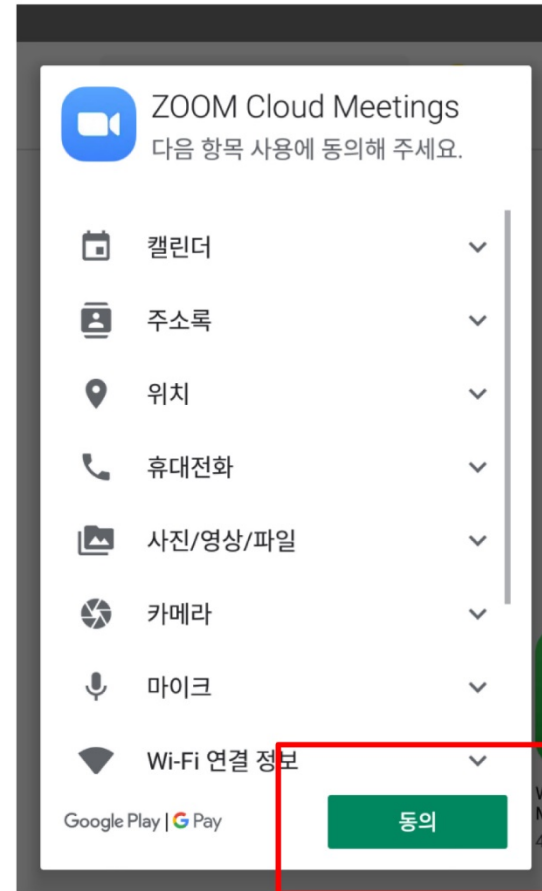 ZOOM Cloud Meetings
다음 항목 사용에 동의해 주세요.
캘린더
주소록
위치
휴대전화
사진/영상/파일
카메라
마이크
Wi-Fi 연결 정보
Google Play | G Pay
동의